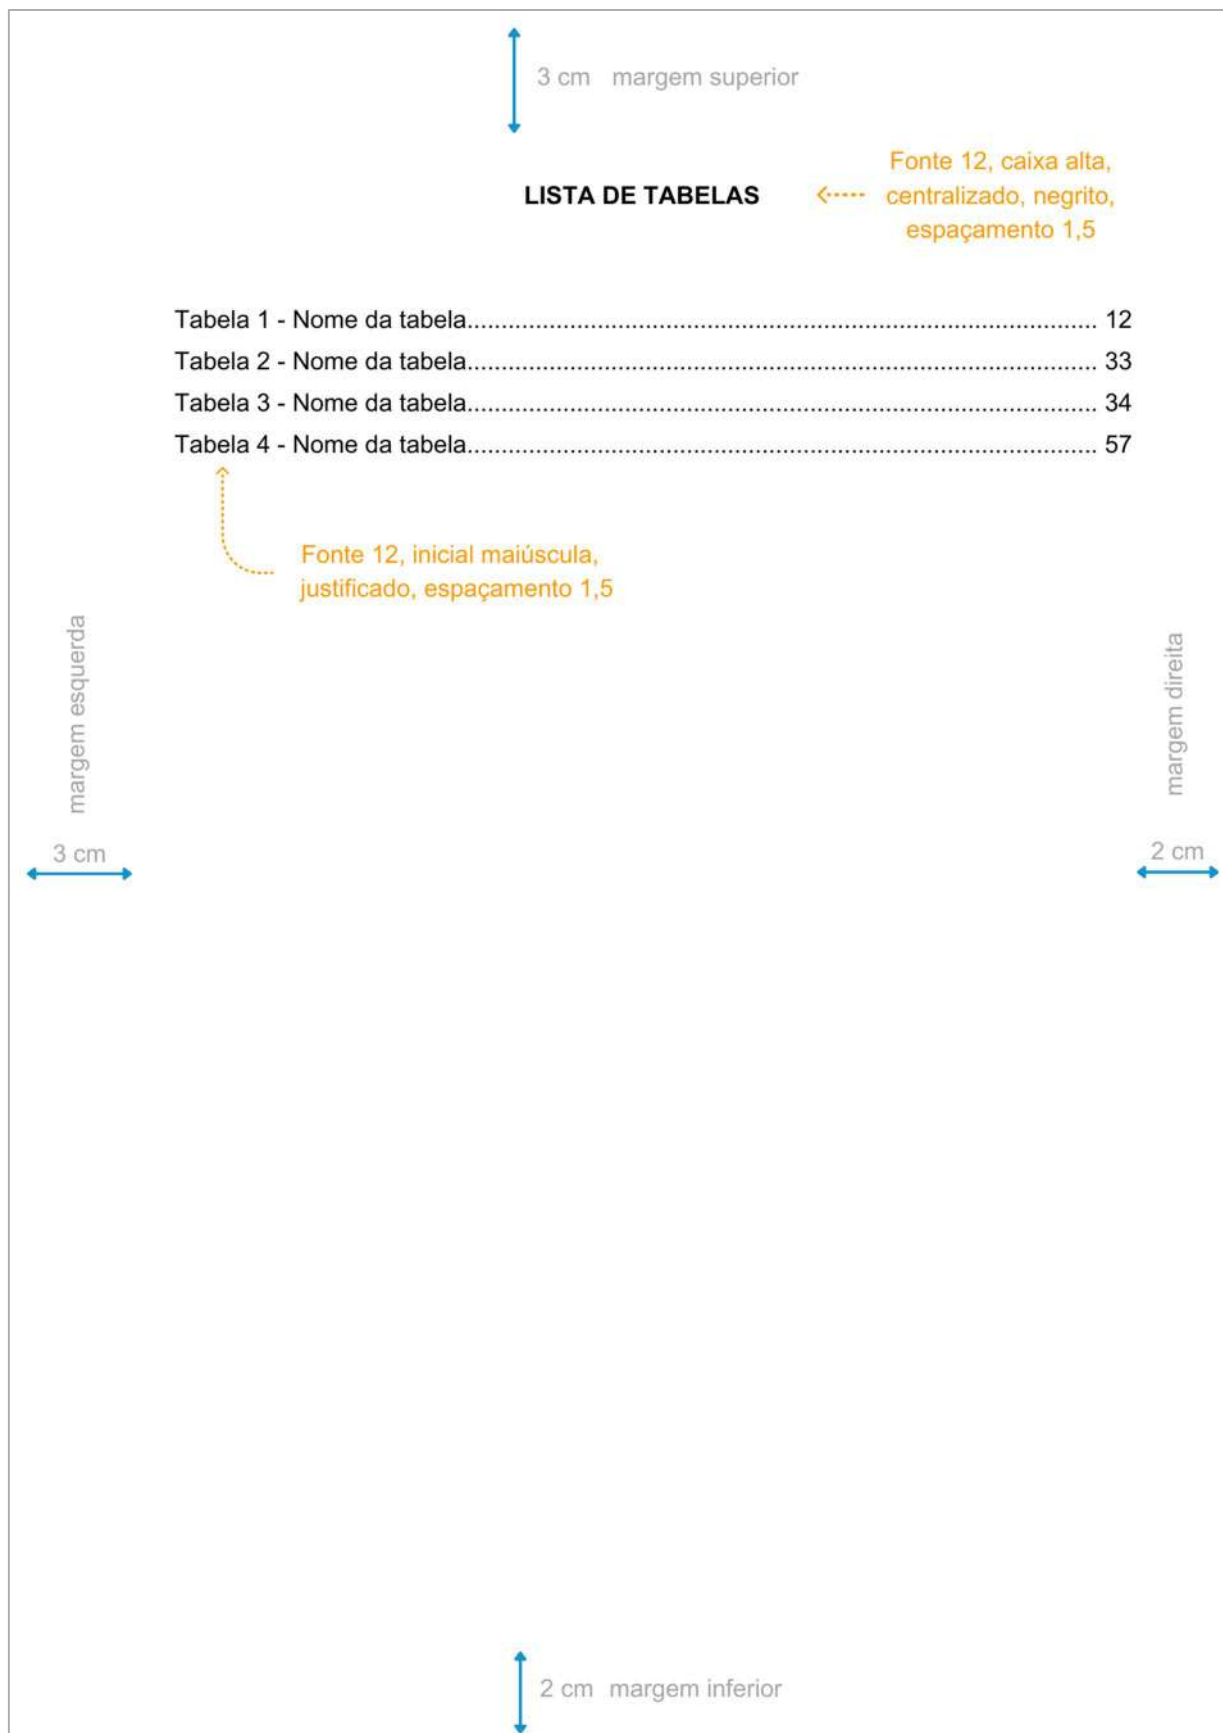 3 cm margem superior
Fonte 12, caixa alta,
LISTA DE TABELAS centralizado, negrito,
espaçamento 1,5
Tabela 1 - Nome da tabela............................................................................................ 12
Tabela 2 - Nome da tabela............................................................................................ 33
Tabela 3 - Nome da tabela............................................................................................ 34
Tabela 4 - Nome da tabela............................................................................................ 57
Fonte 12, inicial maiúscula,
justificado, espaçamento 1,5
margem esquerda
3 cm
margem direita
2 cm
2 cm margem inferior